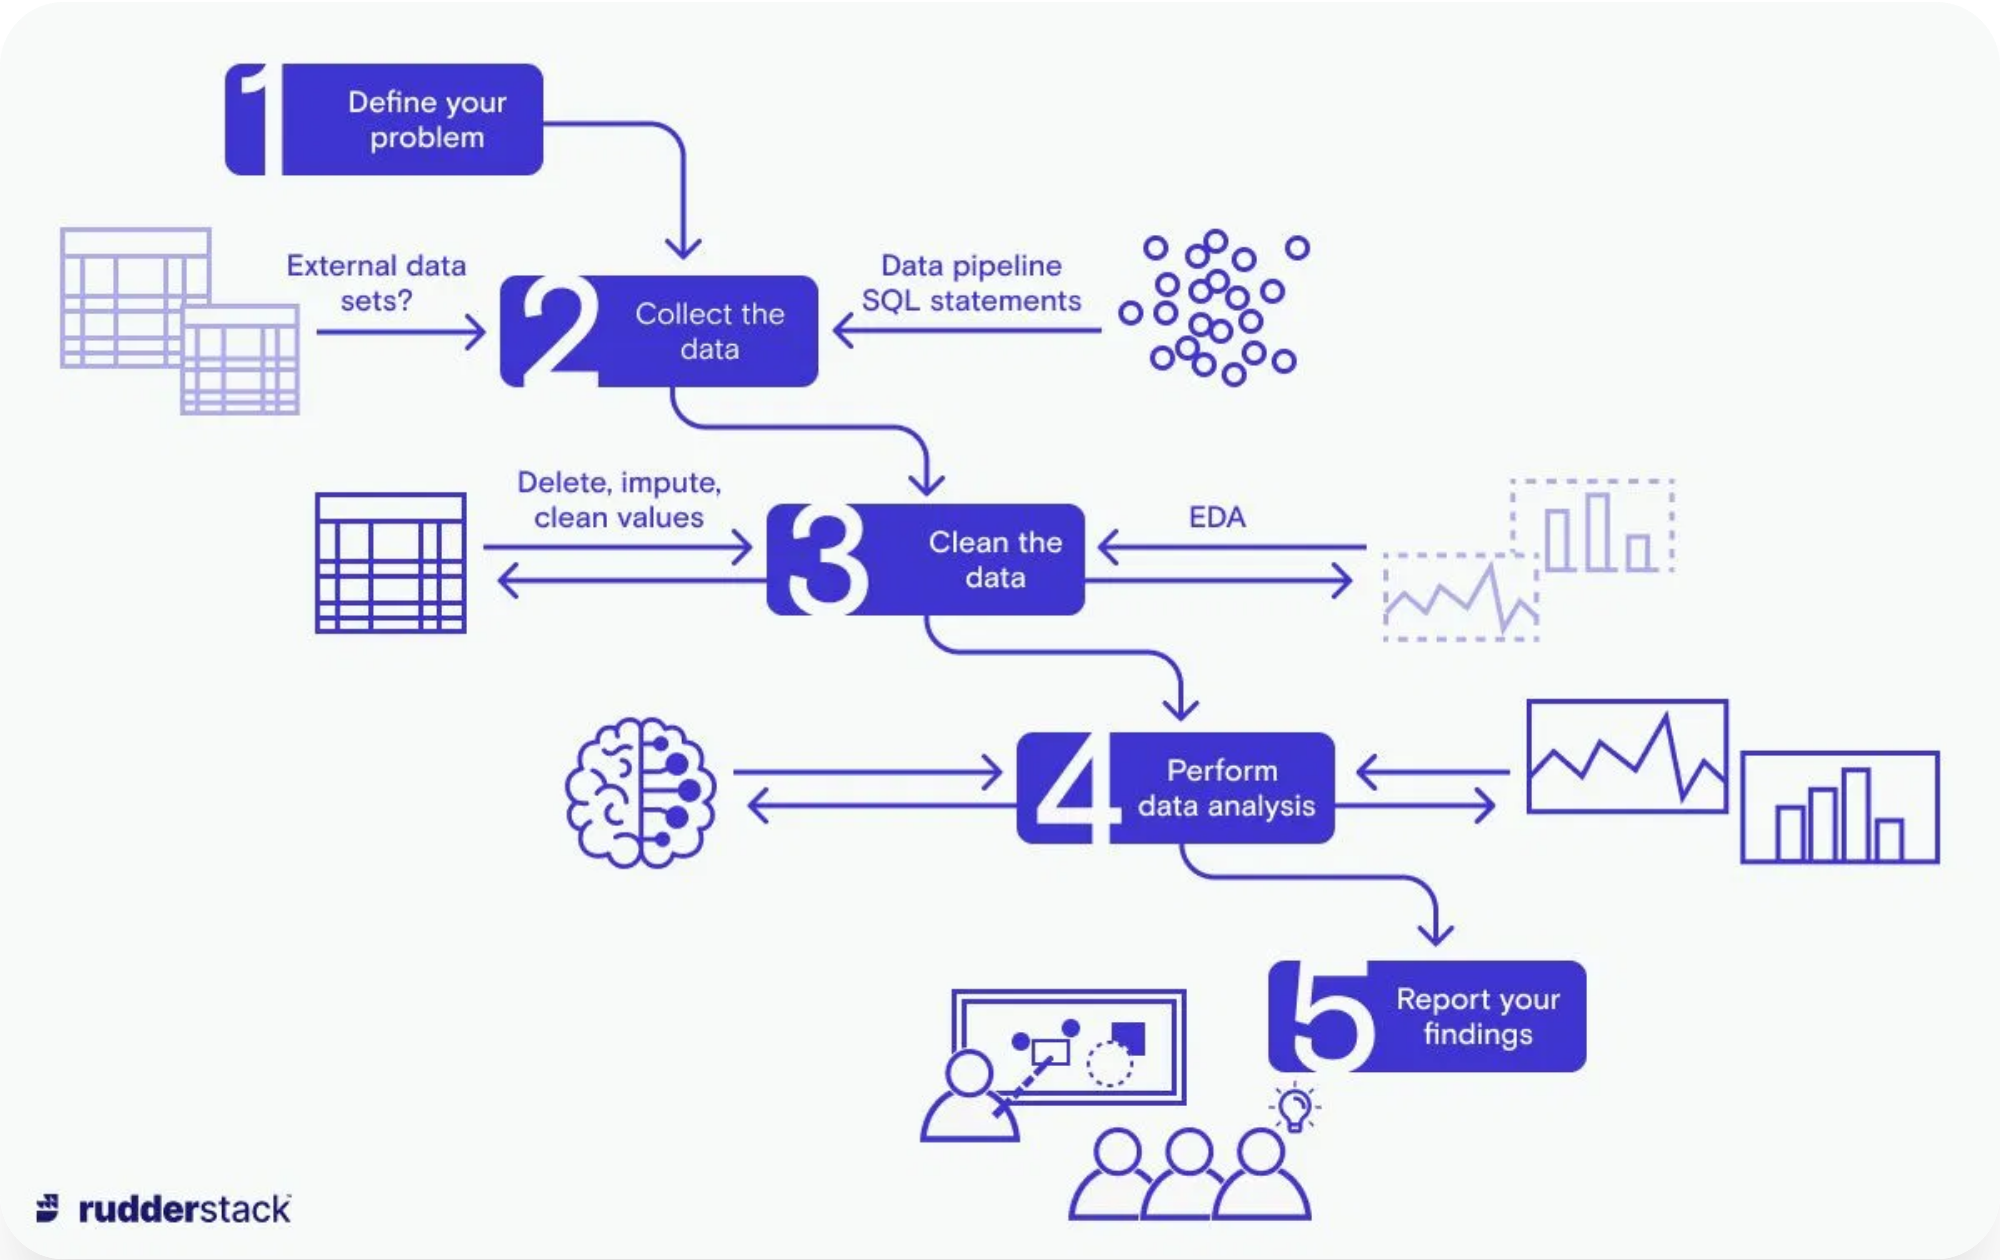 1
Define your
problem
External data
sets?
2
Collect the
data
Data pipeline
SQL statements
Delete, impute,
clean values
3
Clean the
data
EDA
4
Perform
data analysis
5
Report your
findings
rudderstack